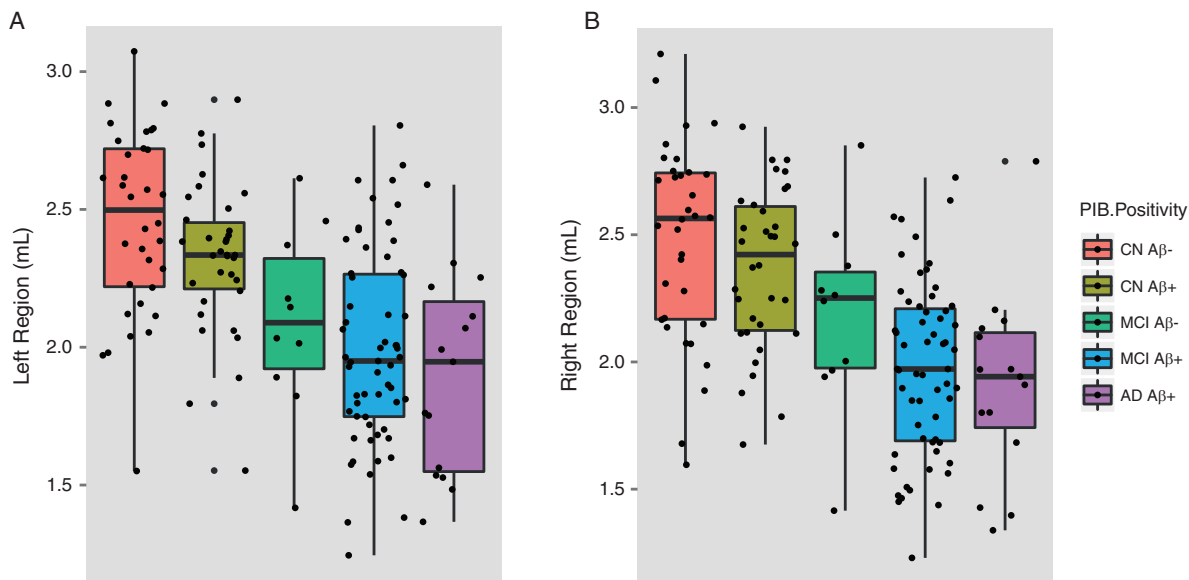 A
B
Left Region (mL)
3.0
2.5
2.0
1.5
Right Region (mL)
3.0
2.5
2.0
1.5
PIB.Positivity
CN Aβ-
CN Aβ+
MCI Aβ-
MCI Aβ+
AD Aβ+